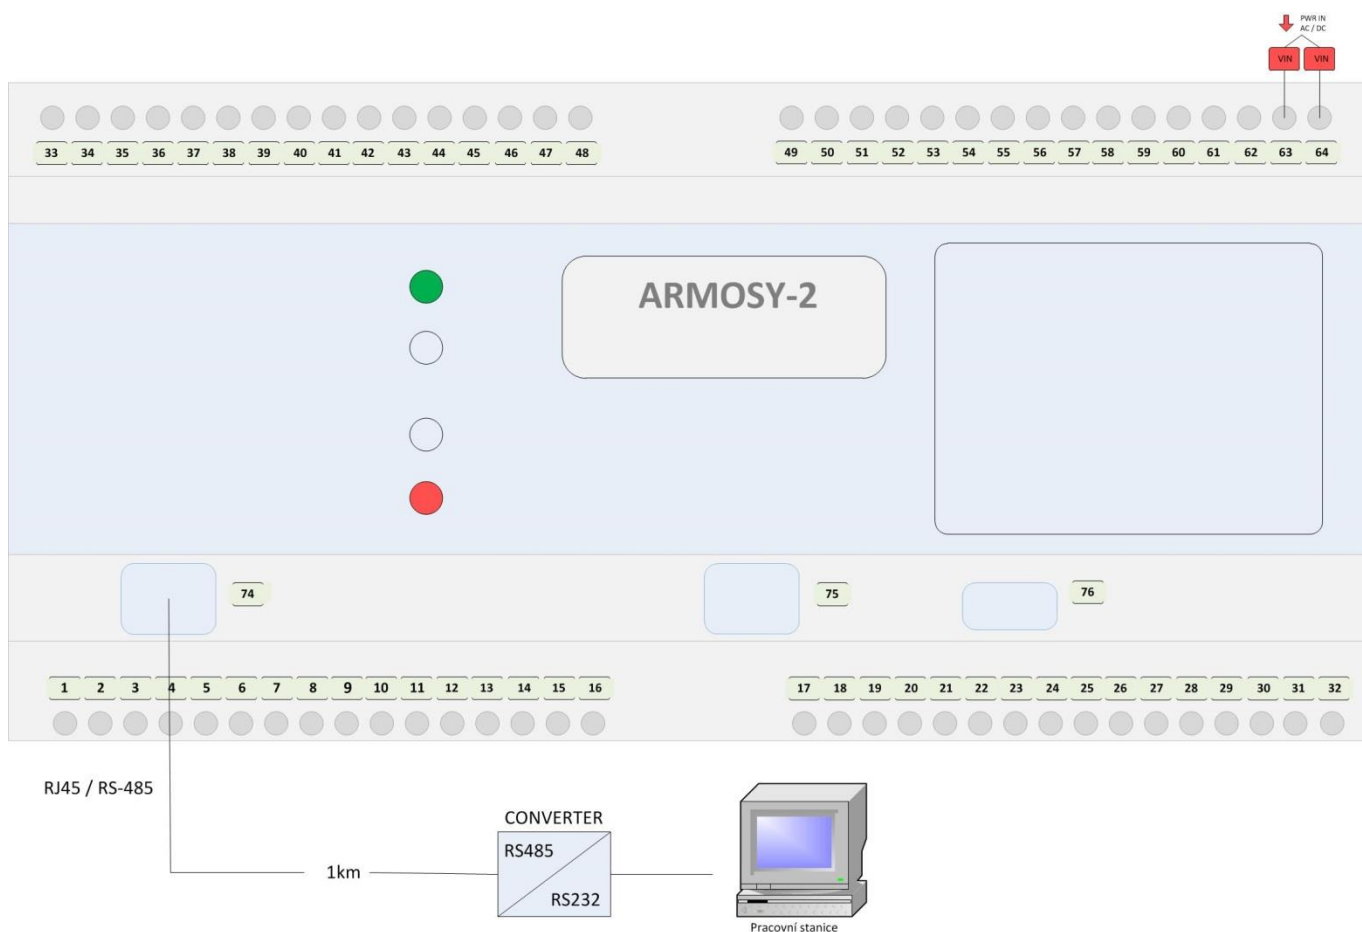 PWR IN
AC / DC
VIN VIN
33 34 35 36 37 38 39 40 41 42 43 44 45 46 47 48 49 50 51 52 53 54 55 56 57 58 59 60 61 62 63 64
ARMOSY-2
74 75 76
1 2 3 4 5 6 7 8 9 10 11 12 13 14 15 16 17 18 19 20 21 22 23 24 25 26 27 28 29 30 31 32
RJ45 / RS-485
CONVERTER
RS485
1km
RS232
Pracovní stanice